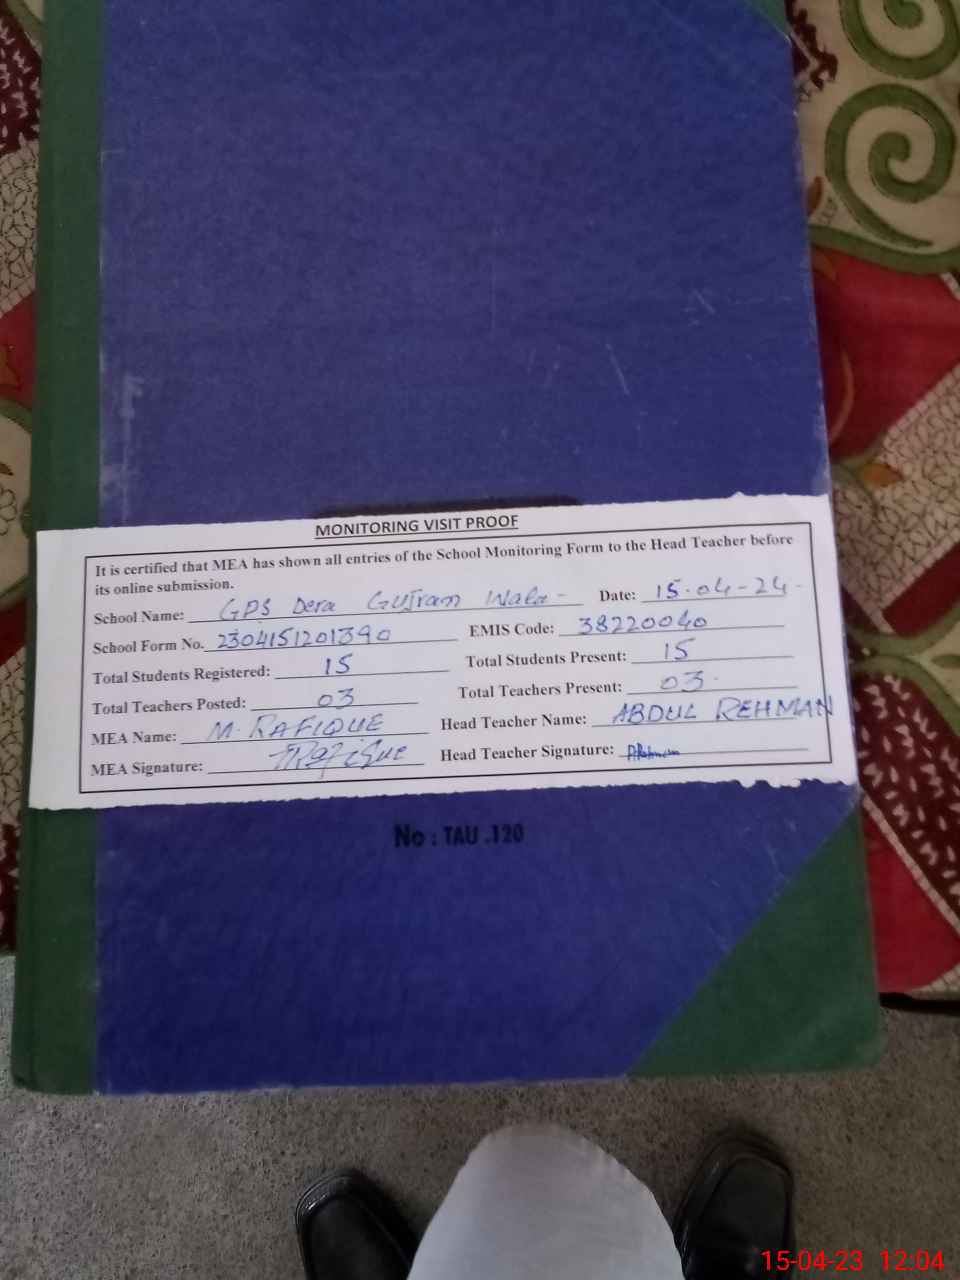 MONITORING VISIT PROOF
It is certified that MEA has shown all entries of the School Monitoring Form to the Head Teacher before
its online submission.
School Name: GPS Dera Gujran Wala - Date: 15-04-24-
School Form No. 2304151201390 EMIS Code: 38220040
Total Students Registered: 15 Total Students Present: 15
Total Teachers Posted: 03 Total Teachers Present: 03.
MEA Name: M. RAFIQUE Head Teacher Name: ABDUL REHMAN
MEA Signature: MRafique Head Teacher Signature: ARehman
No : TAU .120
15-04-23 12:04